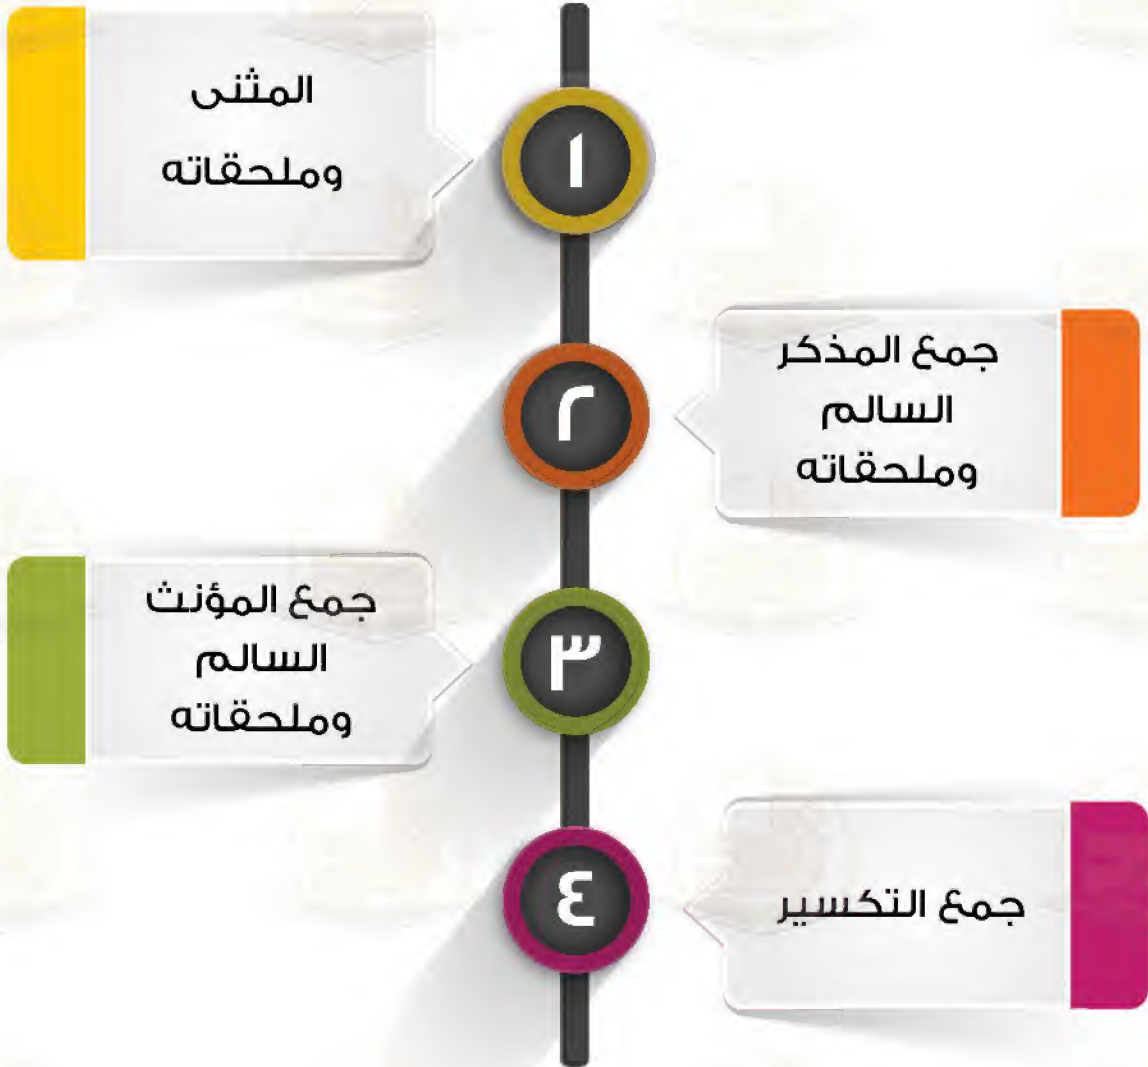 ١
المثنى
وملحقاته
٢
جمع المذكر
السالم
وملحقاته
٣
جمع المؤنث
السالم
وملحقاته
٤
جمع التكسير